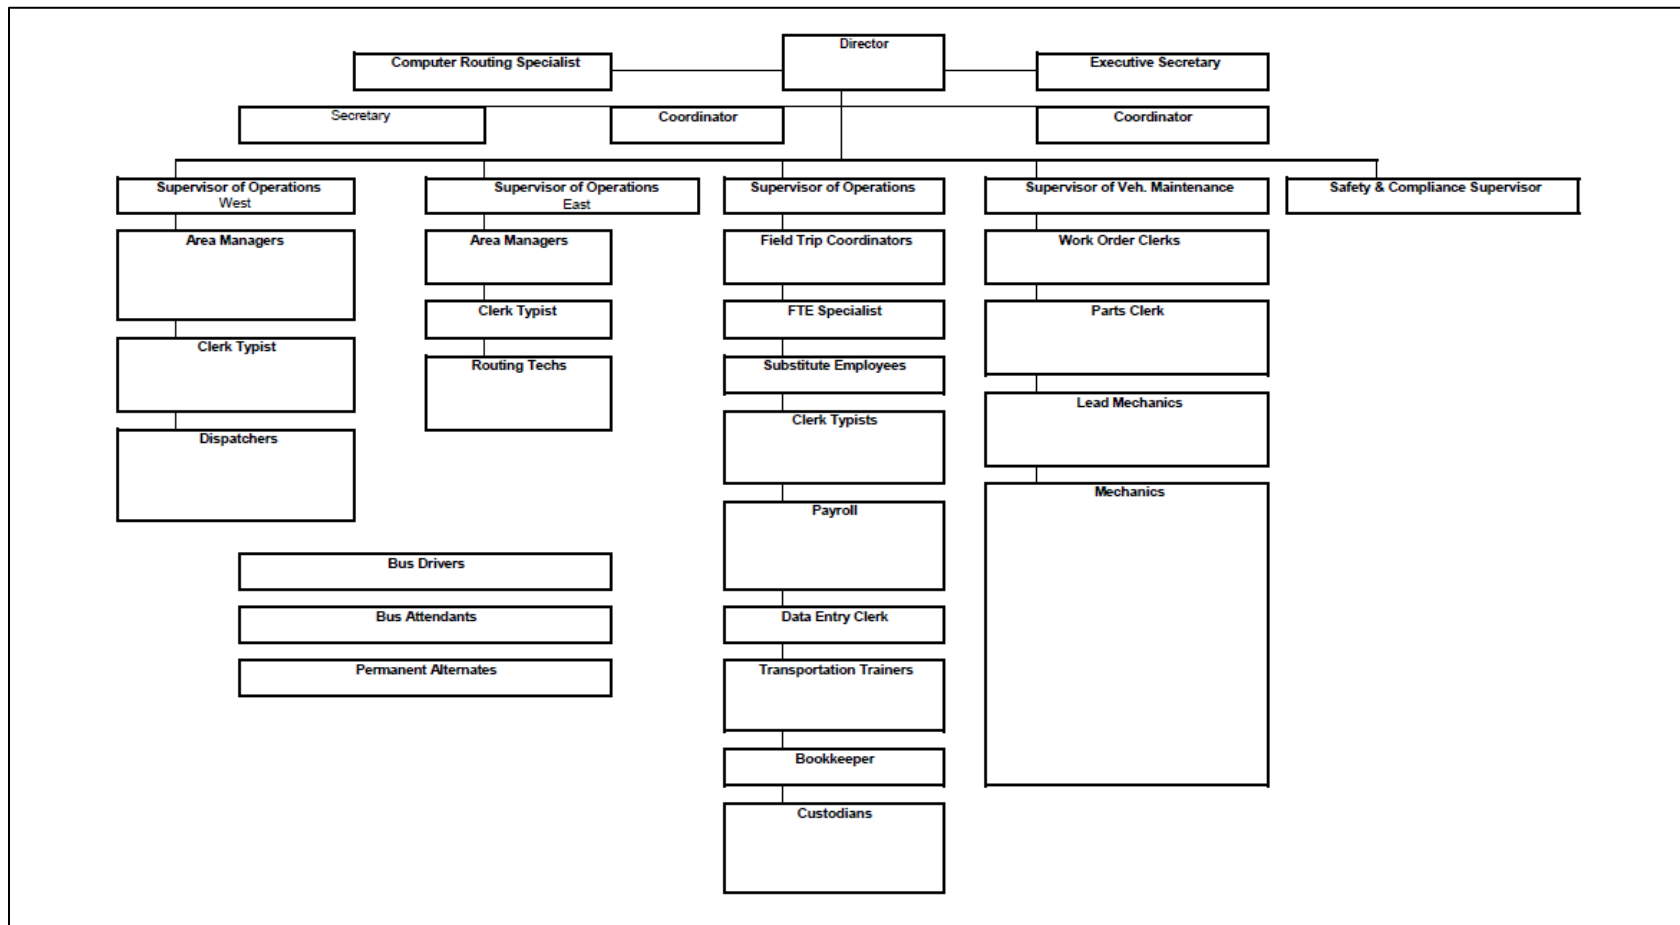 Director
Computer Routing Specialist
Executive Secretary
Secretary
Coordinator
Coordinator
Supervisor of Operations
West
Supervisor of Operations
East
Supervisor of Operations
Supervisor of Veh. Maintenance
Safety & Compliance Supervisor
Area Managers
Area Managers
Field Trip Coordinators
Work Order Clerks
Clerk Typist
FTE Specialist
Parts Clerk
Clerk Typist
Routing Techs
Substitute Employees
Lead Mechanics
Clerk Typists
Dispatchers
Mechanics
Payroll
Bus Drivers
Bus Attendants
Data Entry Clerk
Permanent Alternates
Transportation Trainers
Bookkeeper
Custodians